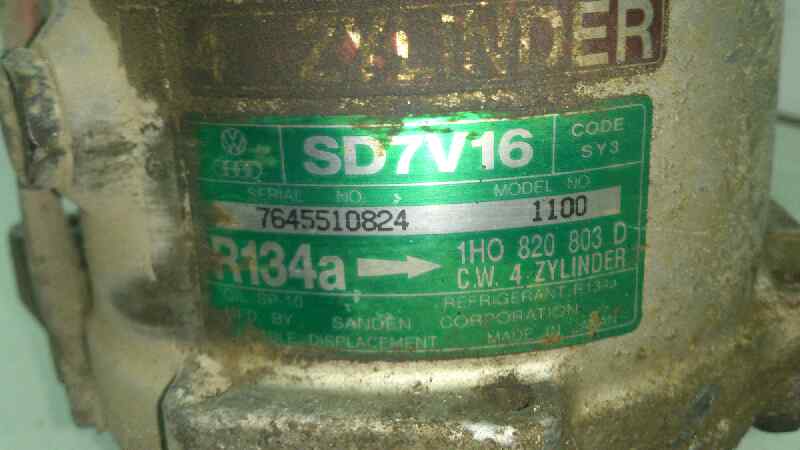 ZYLINDER
SD7V16
CODE
SY3
SERIAL NO.
MODEL NO
7645510824
1100
R134a
1HO 820 803 D
C.W. 4 ZYLINDER
OIL SP-10
REFRIGERANT R134a
BY SANDEN CORPORATION
DISPLACEMENT
MADE IN